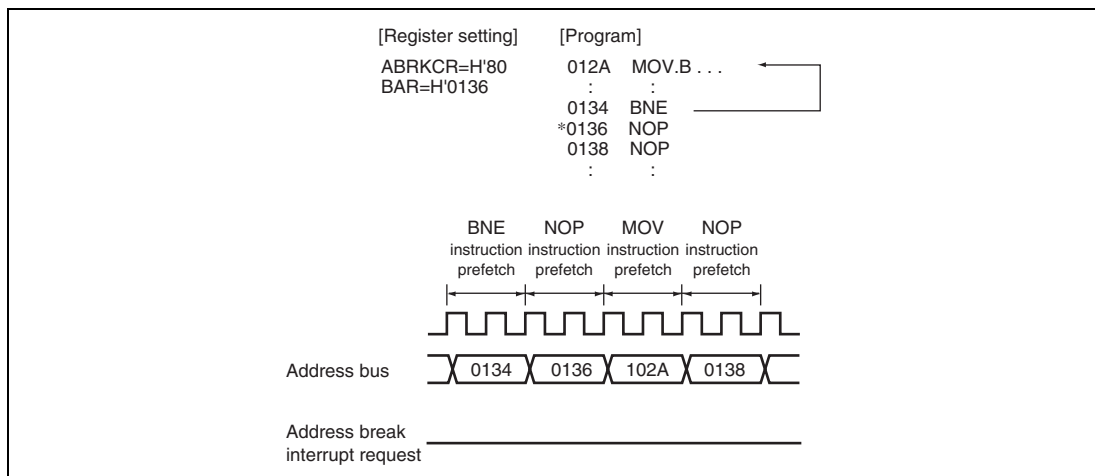 [Register setting] [Program]
ABRKCR=H'80 012A MOV.B . . .
BAR=H'0136 : :
0134 BNE
*0136 NOP
0138 NOP
: :
BNE NOP MOV NOP
instruction instruction instruction instruction
prefetch prefetch prefetch prefetch
Address bus 0134 0136 102A 0138
Address break
interrupt request